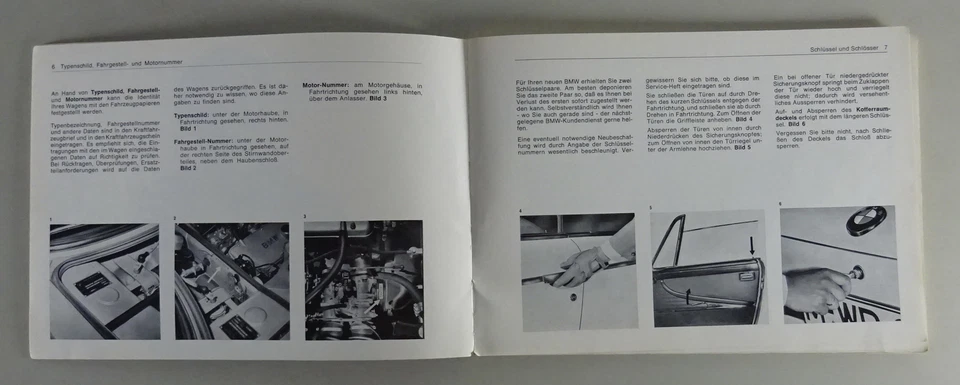 6 Typenschild, Fahrgestell- und Motornummer
An Hand von Typenschild, Fahrgestell-
und Motornummer kann die Identität
Ihres Wagens mit den Fahrzeugpapieren
festgestellt werden.
Typenbezeichnung, Fahrgestellnummer
und andere Daten sind in den Kraftfahr-
zeugbrief und in den Kraftfahrzeugschein
eingetragen. Es empfiehlt sich, die Ein-
tragungen mit den im Wagen eingeschla-
genen Daten auf Richtigkeit zu prüfen.
Bei Rückfragen, Überprüfungen, Ersatz-
teilanforderungen wird auf die Daten
des Wagens zurückgegriffen. Es ist da-
her notwendig zu wissen, wo diese An-
gaben zu finden sind.
Typenschild: unter der Motorhaube, in
Fahrtrichtung gesehen, rechts hinten.
Bild 1
Fahrgestell-Nummer: unter der Motor-
haube in Fahrtrichtung gesehen, auf
der rechten Seite des Stirnwandober-
teiles, neben dem Haubenschloß.
Bild 2
Motor-Nummer: am Motorgehäuse, in
Fahrtrichtung gesehen links hinten,
über dem Anlasser. Bild 3
1
2
3
BMW
Schlüssel und Schlösser 7
Für Ihren neuen BMW erhielten Sie zwei
Schlüsselpaare. Am besten deponieren
Sie das zweite Paar so, daß es Ihnen bei
Verlust des ersten sofort zugestellt wer-
den kann. Selbstverständlich wird Ihnen
- wo Sie auch gerade sind - der nächst-
gelegene BMW-Kundendienst gerne hel-
fen.
Eine eventuell notwendige Neubeschaf-
fung wird durch Angabe der Schlüssel-
nummern wesentlich beschleunigt. Ver-
gewissern Sie sich bitte, ob diese im
Service-Heft eingetragen sind.
Sie schließen die Türen auf durch Dre-
hen des kurzen Schlüssels entgegen der
Fahrtrichtung, und schließen sie ab durch
Drehen in Fahrtrichtung. Zum Öffnen der
Türen die Griffleiste anheben. Bild 4
Absperren der Türen von innen durch
Niederdrücken des Sicherungsknopfes;
zum Öffnen von innen den Türriegel un-
ter der Armlehne hochziehen. Bild 5
Ein bei offener Tür niedergedrückter
Sicherungsknopf springt beim Zuklappen
der Tür wieder hoch und verriegelt
diese nicht; dadurch wird versehent-
liches Aussperren verhindert.
Auf- und Absperren des Kofferraum-
deckels erfolgt mit dem längeren Schlüs-
sel. Bild 6
Vergessen Sie bitte nicht, nach Schlie-
ßen des Deckels das Schloß abzu-
sperren.
4
5
6